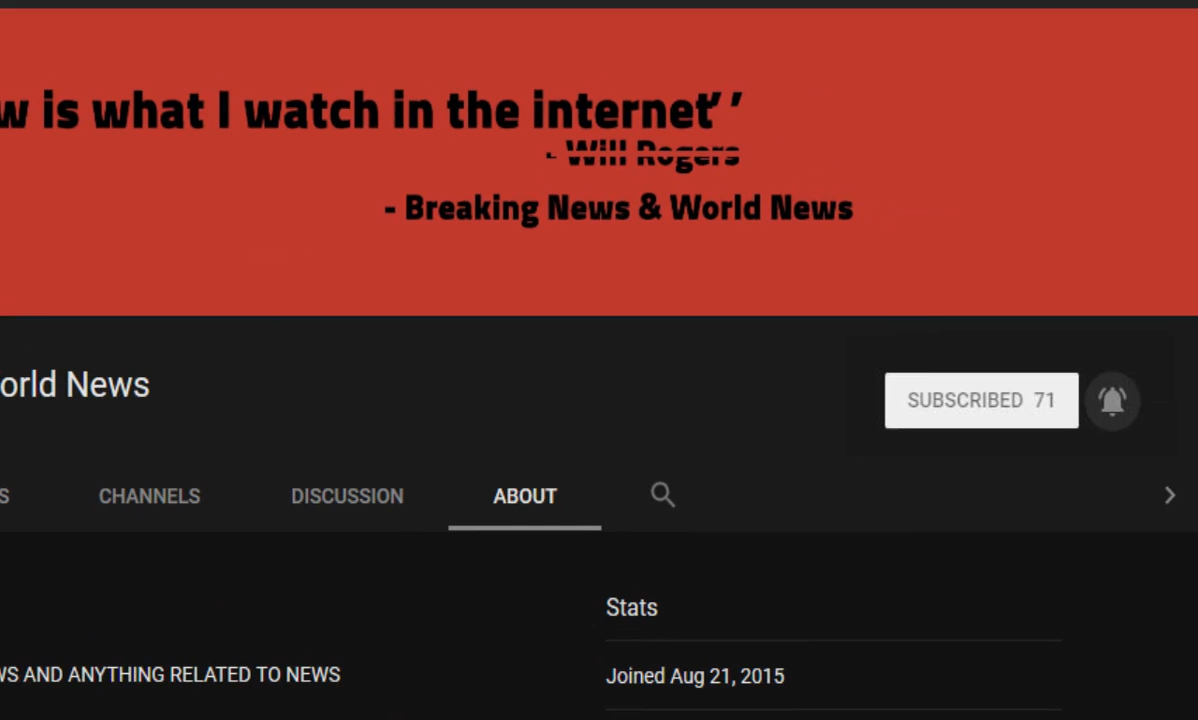 w is what I watch in the internet’’
- Will Rogers
- Breaking News & World News
orld News
SUBSCRIBED 71
S CHANNELS DISCUSSION ABOUT
Stats
WS AND ANYTHING RELATED TO NEWS
Joined Aug 21, 2015